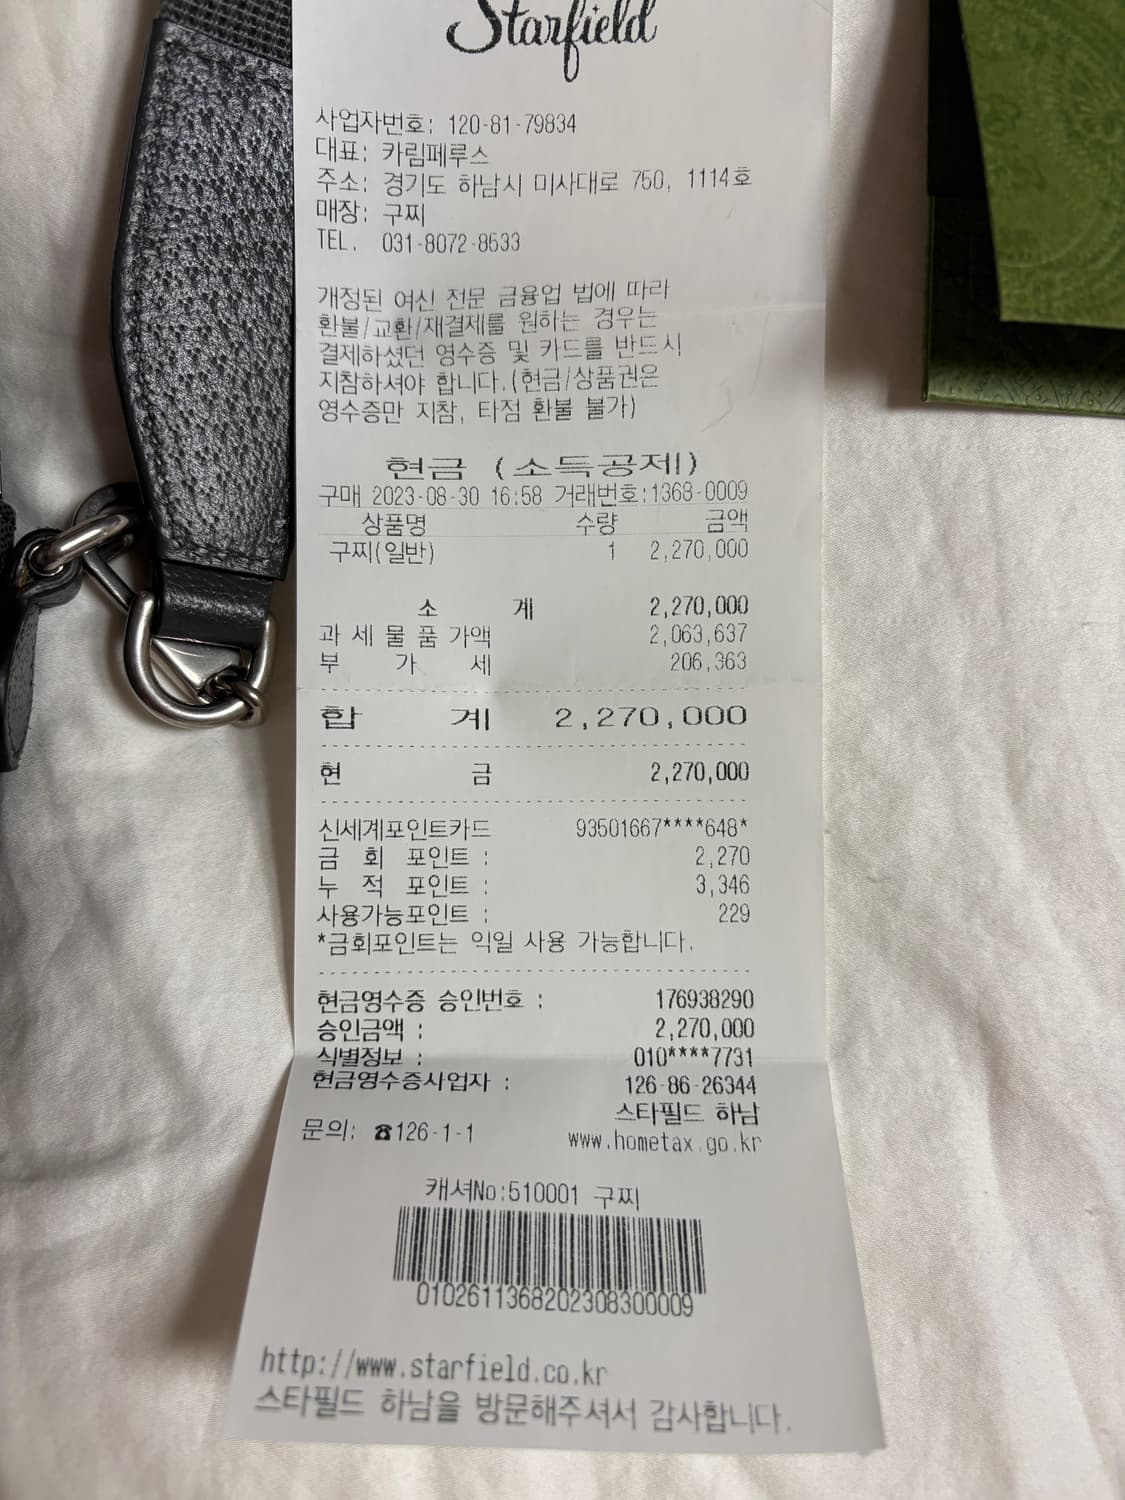 Starfield
사업자번호: 120-81-79834
대표: 카림페루스
주소: 경기도 하남시 미사대로 750, 1114호
매장: 구찌
TEL. 031-8072-8533
개정된 여신 전문 금융업 법에 따라
환불/교환/재결제를 원하는 경우는
결제하셨던 영수증 및 카드를 반드시
지참하셔야 합니다.(현금/상품권은
영수증만 지참, 타점 환불 불가)
현금 (소득공제)
구매 2023-08-30 16:58 거래번호:1368-0009
상품명 수량 금액
구찌(일반) 1 2,270,000
소 계 2,270,000
과 세 물 품 가액 2,063,637
부 가 세 206,363
합 계 2,270,000
현 금 2,270,000
신세계포인트카드 93501667****648*
금 회 포인트 : 2,270
누 적 포인트 : 3,346
사용가능포인트 : 229
*금회포인트는 익일 사용 가능합니다.
현금영수증 승인번호 : 176938290
승인금액 : 2,270,000
식별정보 : 010****7731
현금영수증사업자 : 126-86-26344
스타필드 하남
문의: ☎126-1-1 www.hometax.go.kr
캐셔No:510001 구찌
0102611368202308300009
http://www.starfield.co.kr
스타필드 하남을 방문해주셔서 감사합니다.